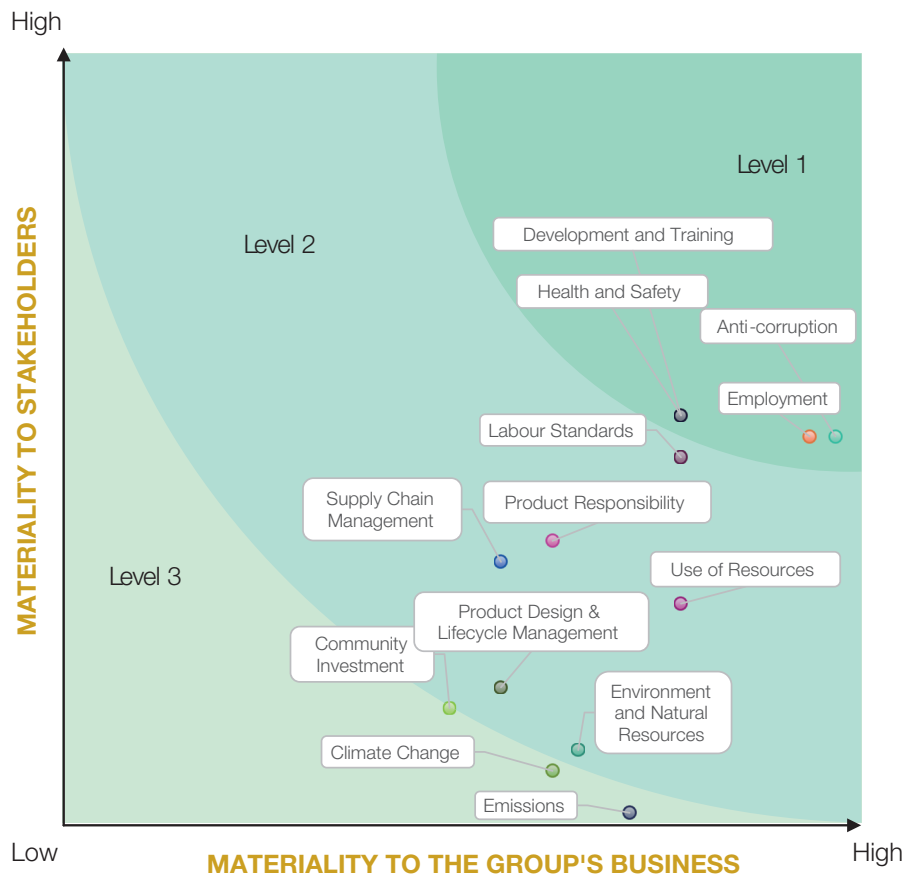 High
Level 1
Development and Training
Level 2
Health and Safety
Anti-corruption
Employment
Labour Standards
MATERIALITY TO STAKEHOLDERS
Supply Chain
Management
Product Responsibility
Level 3
Use of Resources
Product Design &
Lifecycle Management
Community
Investment
Environment
and Natural
Resources
Climate Change
Emissions
Low
MATERIALITY TO THE GROUP'S BUSINESS
High